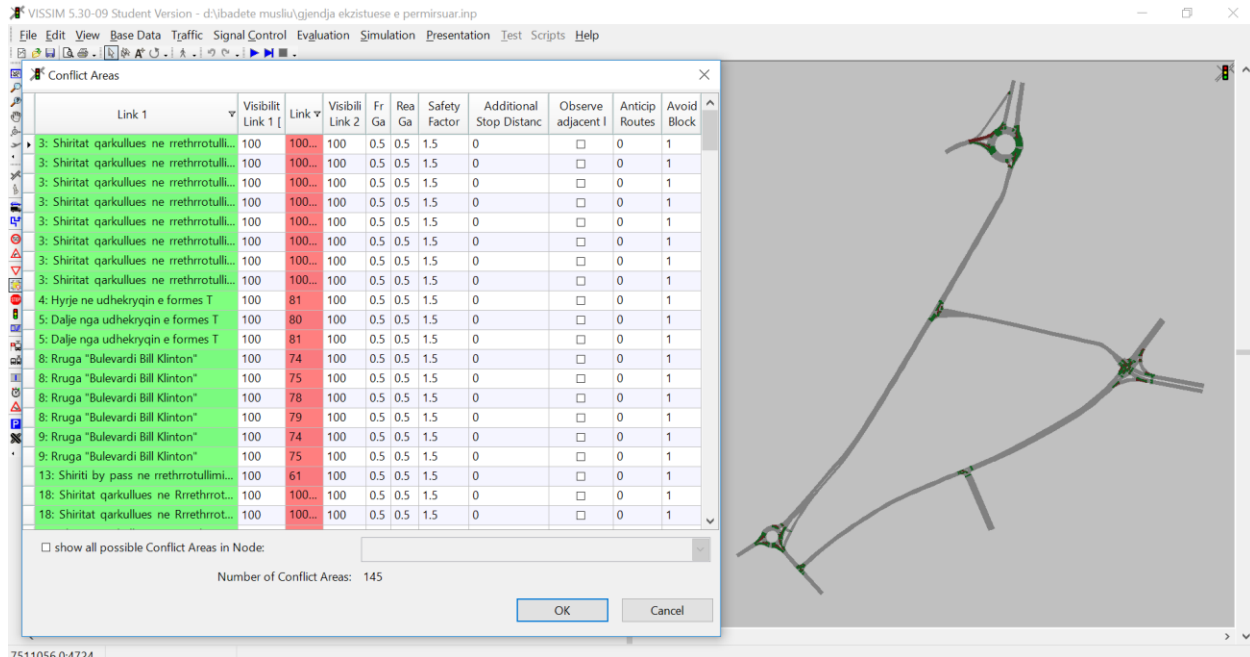 VISSIM 5.30-09 Student Version - d:\ibadete musliu\gjendja ekzistuese e permirsuar.inp
File Edit View Base Data Traffic Signal Control Evaluation Simulation Presentation Test Scripts Help
Conflict Areas
Link 1 Visibilit Link 1 [ Link Visibili Link 2 Fr Ga Rea Ga Safety Factor Additional Stop Distanc Observe adjacent l Anticip Routes Avoid Block
3: Shiritat qarkullues ne rrethrrotulli... 100 100... 100 0.5 0.5 1.5 0 0 1
3: Shiritat qarkullues ne rrethrrotulli... 100 100... 100 0.5 0.5 1.5 0 0 1
3: Shiritat qarkullues ne rrethrrotulli... 100 100... 100 0.5 0.5 1.5 0 0 1
3: Shiritat qarkullues ne rrethrrotulli... 100 100... 100 0.5 0.5 1.5 0 0 1
3: Shiritat qarkullues ne rrethrrotulli... 100 100... 100 0.5 0.5 1.5 0 0 1
3: Shiritat qarkullues ne rrethrrotulli... 100 100... 100 0.5 0.5 1.5 0 0 1
3: Shiritat qarkullues ne rrethrrotulli... 100 100... 100 0.5 0.5 1.5 0 0 1
3: Shiritat qarkullues ne rrethrrotulli... 100 100... 100 0.5 0.5 1.5 0 0 1
4: Hyrje ne udhekryqin e formes T 100 81 100 0.5 0.5 1.5 0 0 1
5: Dalje nga udhekryqin e formes T 100 80 100 0.5 0.5 1.5 0 0 1
5: Dalje nga udhekryqin e formes T 100 81 100 0.5 0.5 1.5 0 0 1
8: Rruga "Bulevardi Bill Klinton" 100 74 100 0.5 0.5 1.5 0 0 1
8: Rruga "Bulevardi Bill Klinton" 100 75 100 0.5 0.5 1.5 0 0 1
8: Rruga "Bulevardi Bill Klinton" 100 78 100 0.5 0.5 1.5 0 0 1
8: Rruga "Bulevardi Bill Klinton" 100 79 100 0.5 0.5 1.5 0 0 1
9: Rruga "Bulevardi Bill Klinton" 100 74 100 0.5 0.5 1.5 0 0 1
9: Rruga "Bulevardi Bill Klinton" 100 75 100 0.5 0.5 1.5 0 0 1
13: Shiriti by pass ne rrethrrotullimi... 100 61 100 0.5 0.5 1.5 0 0 1
18: Shiritat qarkullues ne Rrrethrrot... 100 100... 100 0.5 0.5 1.5 0 0 1
18: Shiritat qarkullues ne Rrrethrrot... 100 100... 100 0.5 0.5 1.5 0 0 1
show all possible Conflict Areas in Node:
Number of Conflict Areas: 145
OK Cancel